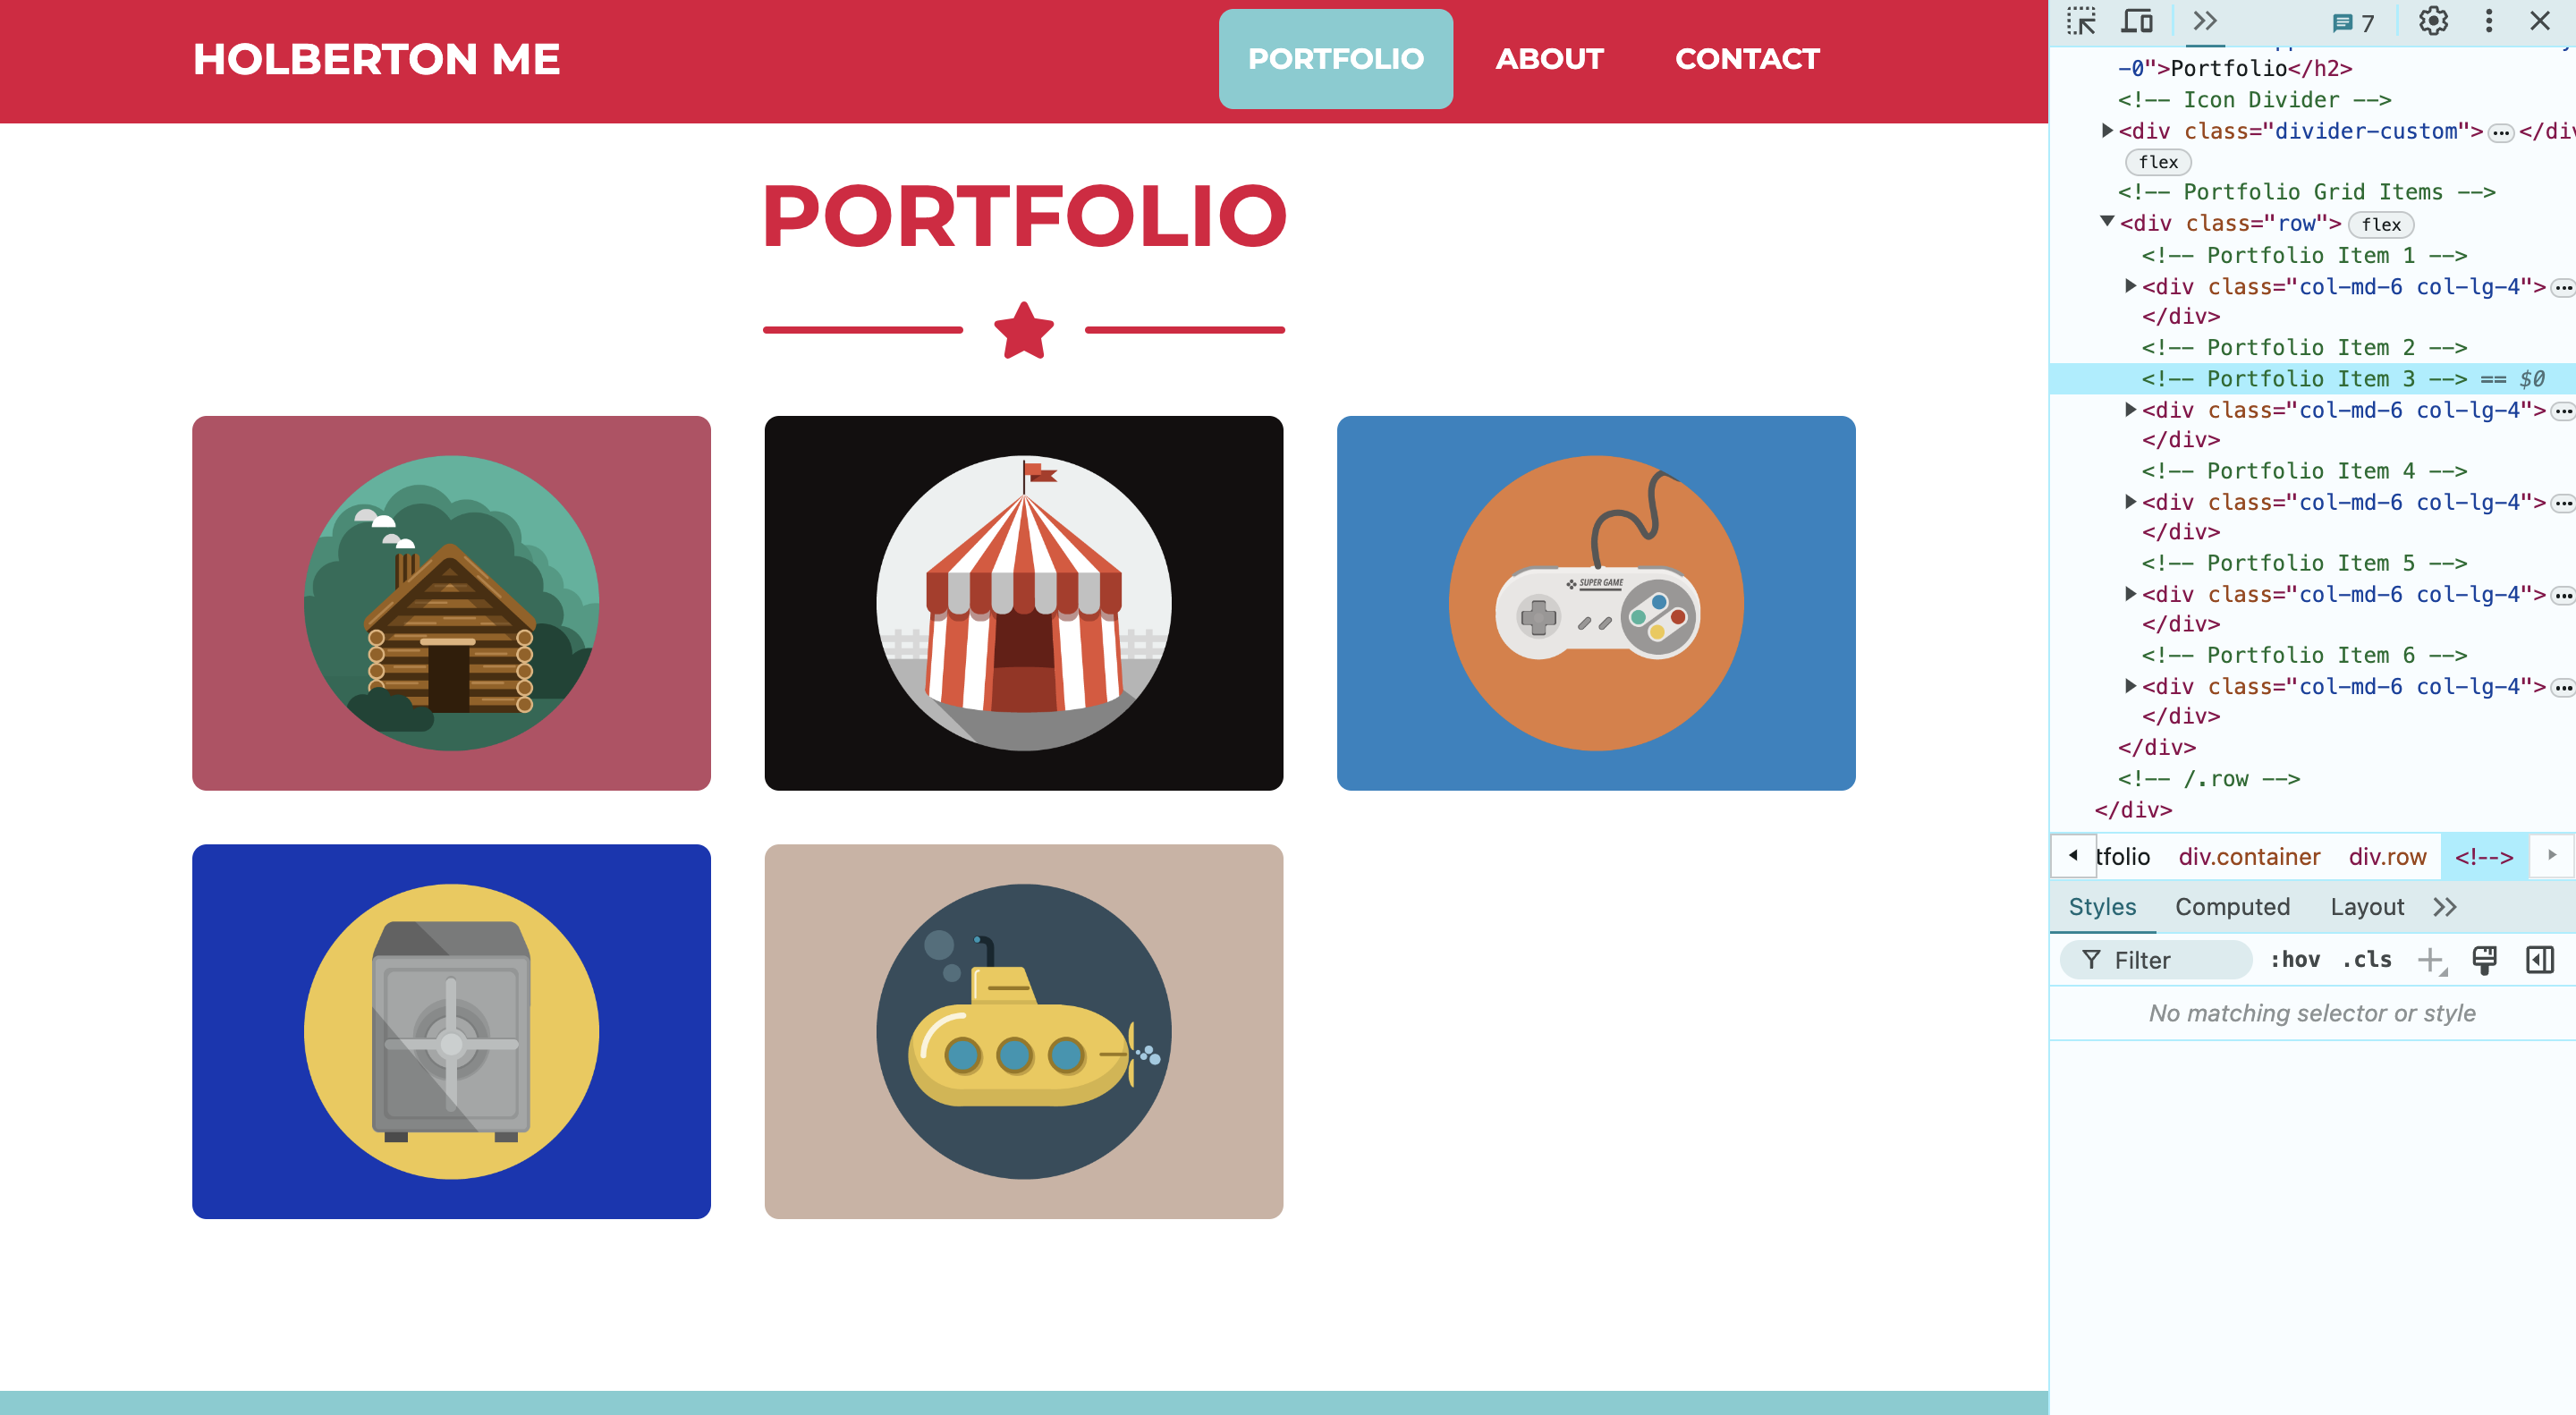 HOLBERTON ME
PORTFOLIO
ABOUT
CONTACT
PORTFOLIO
SUPER GAME
7
-0">Portfolio</h2>
<!-- Icon Divider -->
<div class="divider-custom">…</div
flex
<!-- Portfolio Grid Items -->
<div class="row"> flex
<!-- Portfolio Item 1 -->
<div class="col-md-6 col-lg-4">…
</div>
<!-- Portfolio Item 2 -->
<!-- Portfolio Item 3 --> == $0
<div class="col-md-6 col-lg-4">…
</div>
<!-- Portfolio Item 4 -->
<div class="col-md-6 col-lg-4">…
</div>
<!-- Portfolio Item 5 -->
<div class="col-md-6 col-lg-4">…
</div>
<!-- Portfolio Item 6 -->
<div class="col-md-6 col-lg-4">…
</div>
</div>
<!-- /.row -->
</div>
tfolio div.container div.row <!-->
Styles Computed Layout
Filter :hov .cls
No matching selector or style